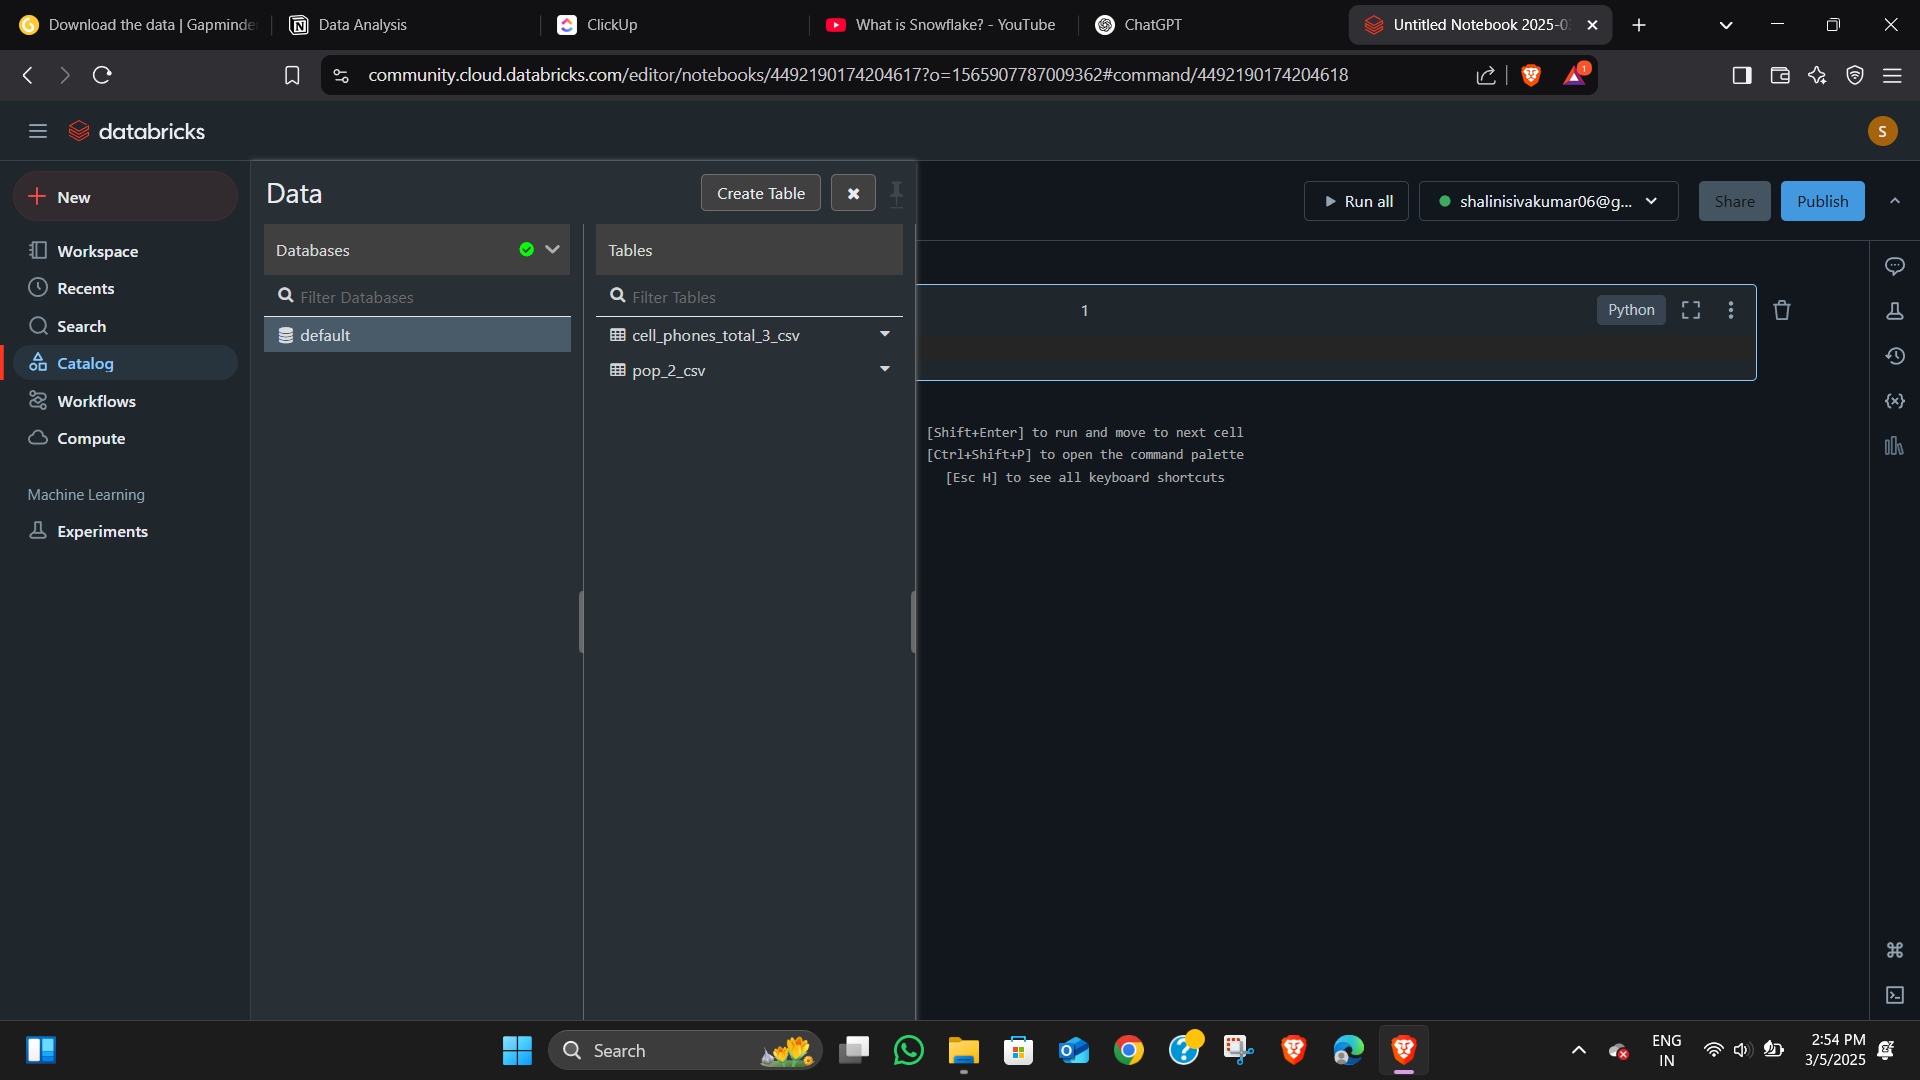 Download the data | Gapminde
Data Analysis
ClickUp
What is Snowflake? - YouTube
ChatGPT
Untitled Notebook 2025-0
community.cloud.databricks.com/editor/notebooks/4492190174204617?o=1565907787009362#command/4492190174204618
1
databricks
S
New
Workspace
Recents
Search
Catalog
Workflows
Compute
Machine Learning
Experiments
Data
Create Table
Databases
Filter Databases
default
Tables
Filter Tables
cell_phones_total_3_csv
pop_2_csv
Run all
shalinisivakumar06@g...
Share
Publish
1
Python
[Shift+Enter] to run and move to next cell
[Ctrl+Shift+P] to open the command palette
[Esc H] to see all keyboard shortcuts
Search
ENG
IN
2:54 PM
3/5/2025